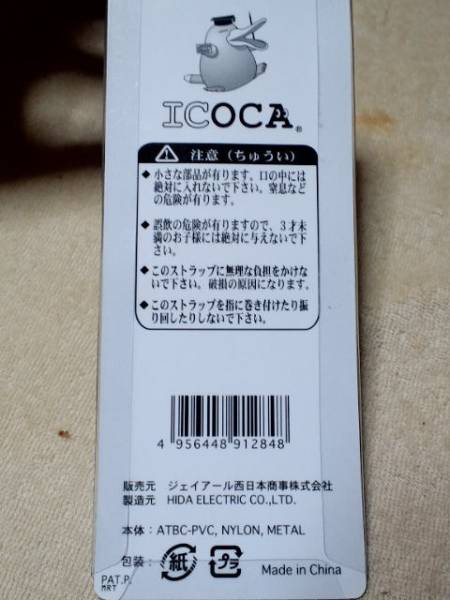 ICOCA®
注意（ちゅうい）
◆小さな部品が有ります。口の中には
絶対に入れないで下さい。窒息など
の危険が有ります。
◆誤飲の危険が有りますので、3才未
満のお子様には絶対に与えないで下
さい。
◆このストラップに無理な負担をかけな
いで下さい。破損の原因になります。
◆このストラップを指に巻き付けたり振
り回したりしないで下さい。
4 956448 912848
販売元 ジェイアール西日本商事株式会社
製造元 HIDA ELECTRIC CO.,LTD.
本体：ATBC-PVC, NYLON, METAL
包装： 紙 プラ Made in China
PAT.P.
MRT